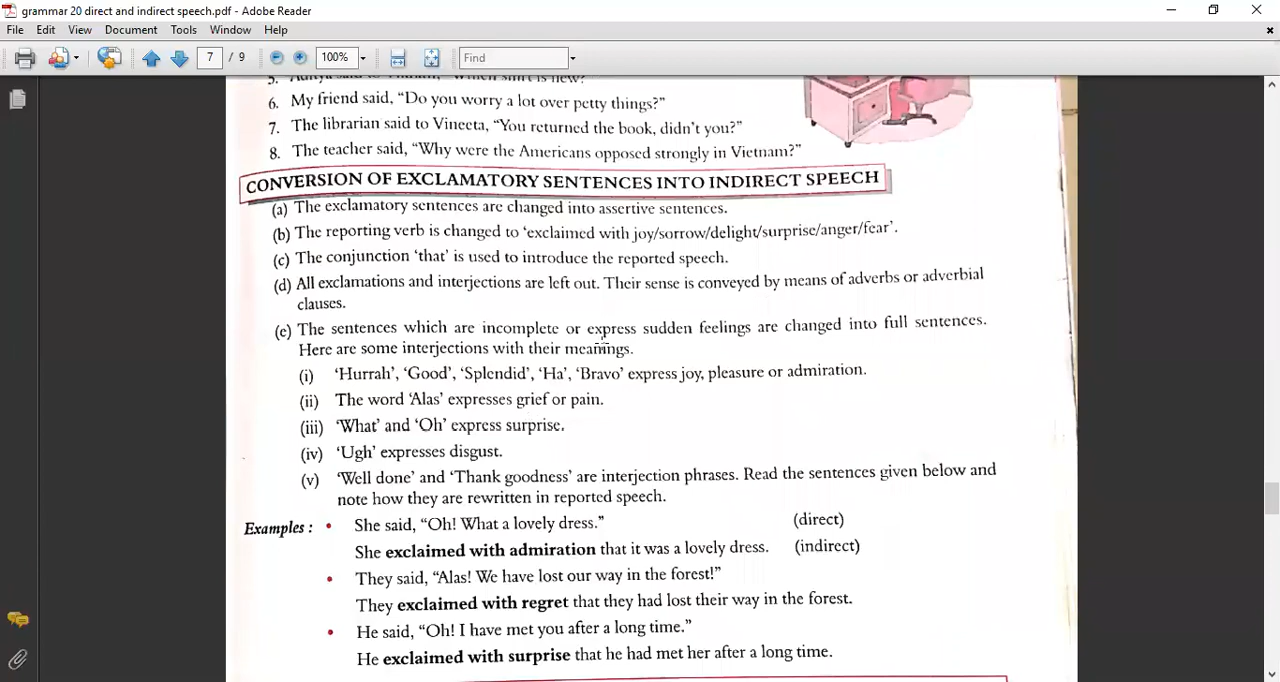 grammar 20 direct and indirect speech.pdf - Adobe Reader
File Edit View Document Tools Window Help
7 / 9 100% Find
5. said to "Which shirt is new?"
6. My friend said, “Do you worry a lot over petty things?”
7. The librarian said to Vineeta, “You returned the book, didn’t you?”
8. The teacher said, “Why were the Americans opposed strongly in Vietnam?”
CONVERSION OF EXCLAMATORY SENTENCES INTO INDIRECT SPEECH
(a) The exclamatory sentences are changed into assertive sentences.
(b) The reporting verb is changed to ‘exclaimed with joy/sorrow/delight/surprise/anger/fear’.
(c) The conjunction ‘that’ is used to introduce the reported speech.
(d) All exclamations and interjections are left out. Their sense is conveyed by means of adverbs or adverbial
clauses.
(e) The sentences which are incomplete or express sudden feelings are changed into full sentences.
Here are some interjections with their meanings.
(i) ‘Hurrah’, ‘Good’, ‘Splendid’, ‘Ha’, ‘Bravo’ express joy, pleasure or admiration.
(ii) The word ‘Alas’ expresses grief or pain.
(iii) ‘What’ and ‘Oh’ express surprise.
(iv) ‘Ugh’ expresses disgust.
(v) ‘Well done’ and ‘Thank goodness’ are interjection phrases. Read the sentences given below and
note how they are rewritten in reported speech.
Examples : • She said, “Oh! What a lovely dress.” (direct)
She exclaimed with admiration that it was a lovely dress. (indirect)
• They said, “Alas! We have lost our way in the forest!”
They exclaimed with regret that they had lost their way in the forest.
• He said, “Oh! I have met you after a long time.”
He exclaimed with surprise that he had met her after a long time.